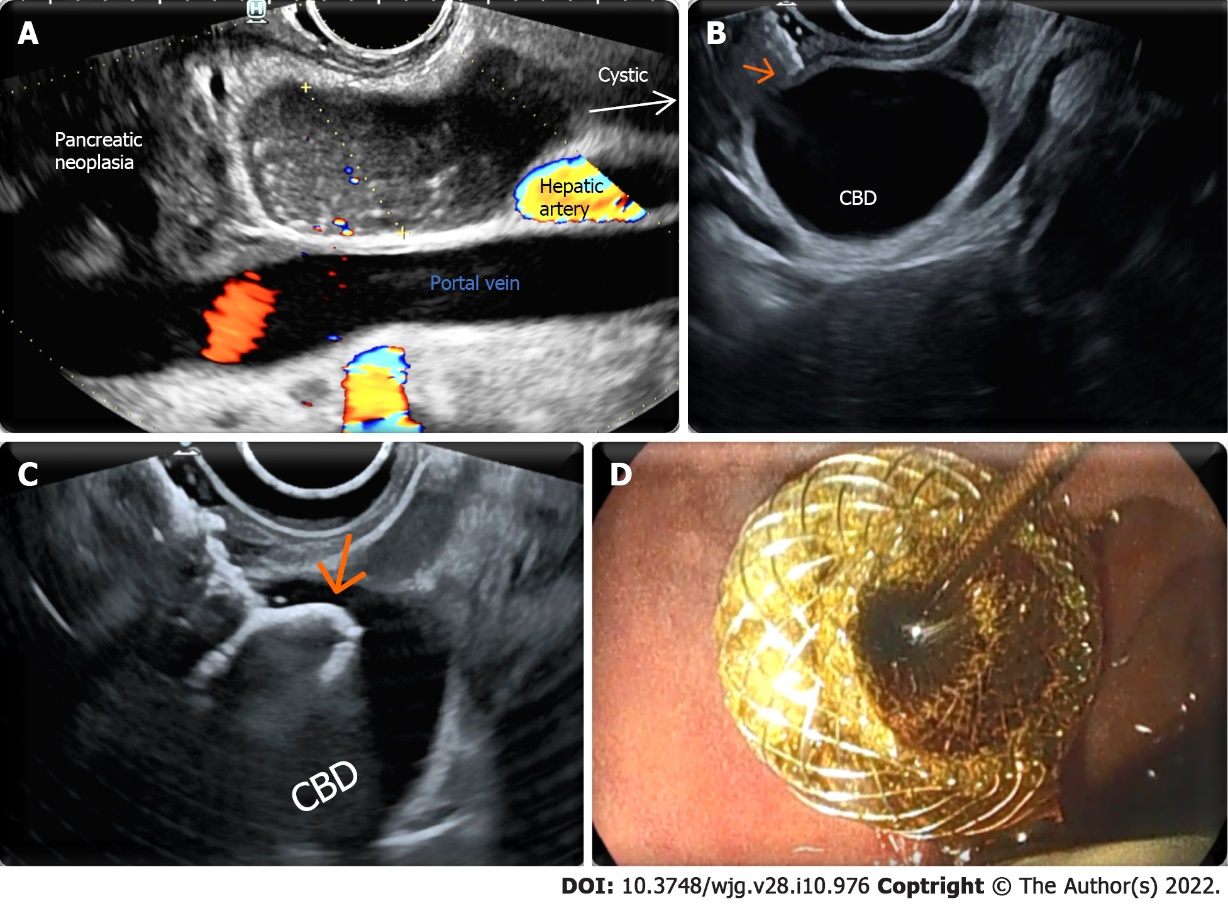 A
Cystic
Pancreatic
neoplasia
Hepatic
artery
Portal vein
B
CBD
C
CBD
D
DOI: 10.3748/wjg.v28.i10.976 Coptright © The Author(s) 2022.